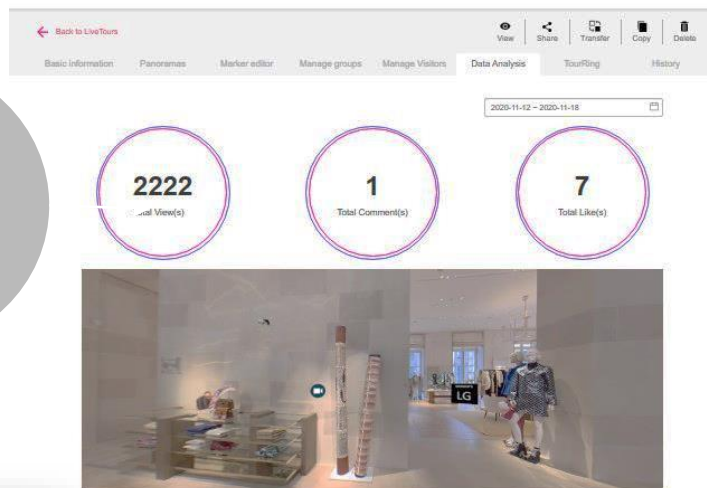 Back to LiveTours
View Share Transfer Copy Delete
Basic information Panoramas Marker editor Manage groups Manage Visitors Data Analysis TourRing History
2020-11-12 ~ 2020-11-18
2222 1 7
View(s) Total Comment(s) Total Like(s)
LG